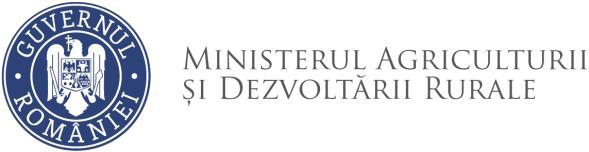 GUVERNUL
ROMÂNIEI
MINISTERUL AGRICULTURII
ȘI DEZVOLTĂRII RURALE